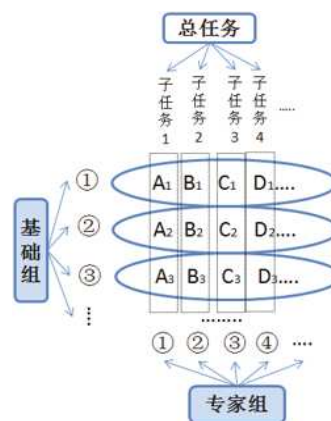 总任务
子任务1
子任务2
子任务3
子任务4
.....
① A₁ B₁ C₁ D₁....
基础组
② A₂ B₂ C₂ D₂....
③ A₃ B₃ C₃ D₃....
⋮
........
① ② ③ ④ ....
专家组